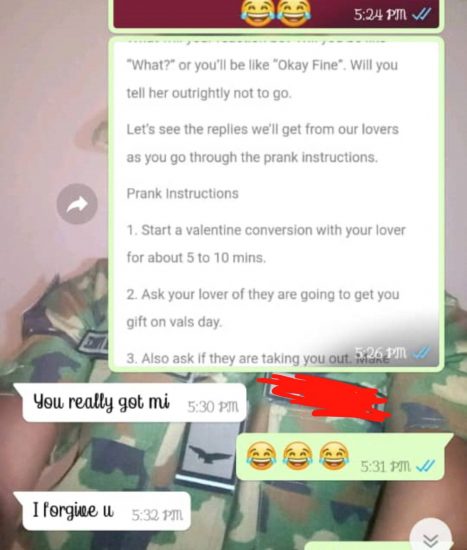 5:24 PM
"What?" or you'll be like "Okay Fine". Will you
tell her outrightly not to go.
Let's see the replies we'll get from our lovers
as you go through the prank instructions.
Prank Instructions
1. Start a valentine conversion with your lover
for about 5 to 10 mins.
2. Ask your lover of they are going to get you
gift on vals day.
3. Also ask if they are taking you out. Make
5:26 PM
You really got mi 5:30 PM
😂 😂 😂 5:31 PM
I forgive u 5:32 PM